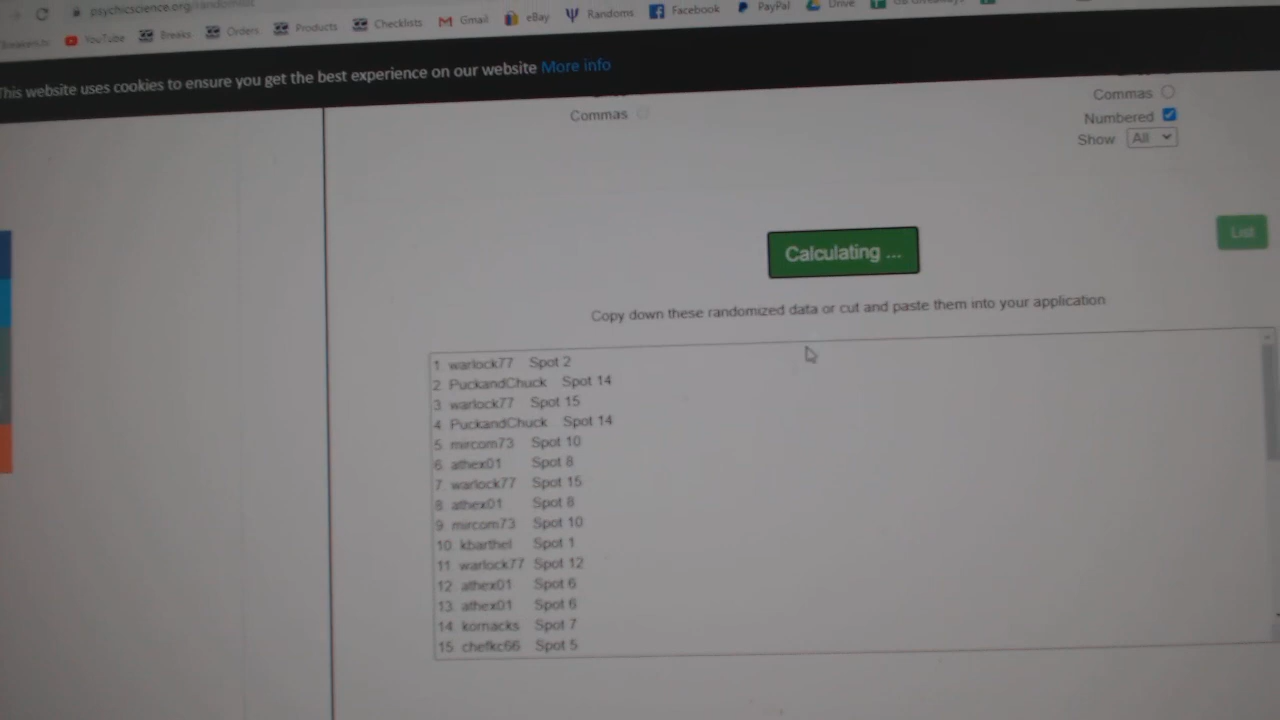 psychicscience.org/randomlist
YouTube Breaks Orders Products Checklists Gmail eBay Randoms Facebook PayPal Drive
This website uses cookies to ensure you get the best experience on our website More info
Commas Commas
Numbered
Show All
List
Calculating ...
Copy down these randomized data or cut and paste them into your application
1. warlock77 Spot 2
2. PuckandChuck Spot 14
3. warlock77 Spot 15
4. PuckandChuck Spot 14
5. mircom73 Spot 10
6. athex01 Spot 8
7. warlock77 Spot 15
8. athex01 Spot 8
9. mircom73 Spot 10
10. kbarthel Spot 1
11. warlock77 Spot 12
12. athex01 Spot 6
13. athex01 Spot 6
14. komacks Spot 7
15. chefkc66 Spot 5